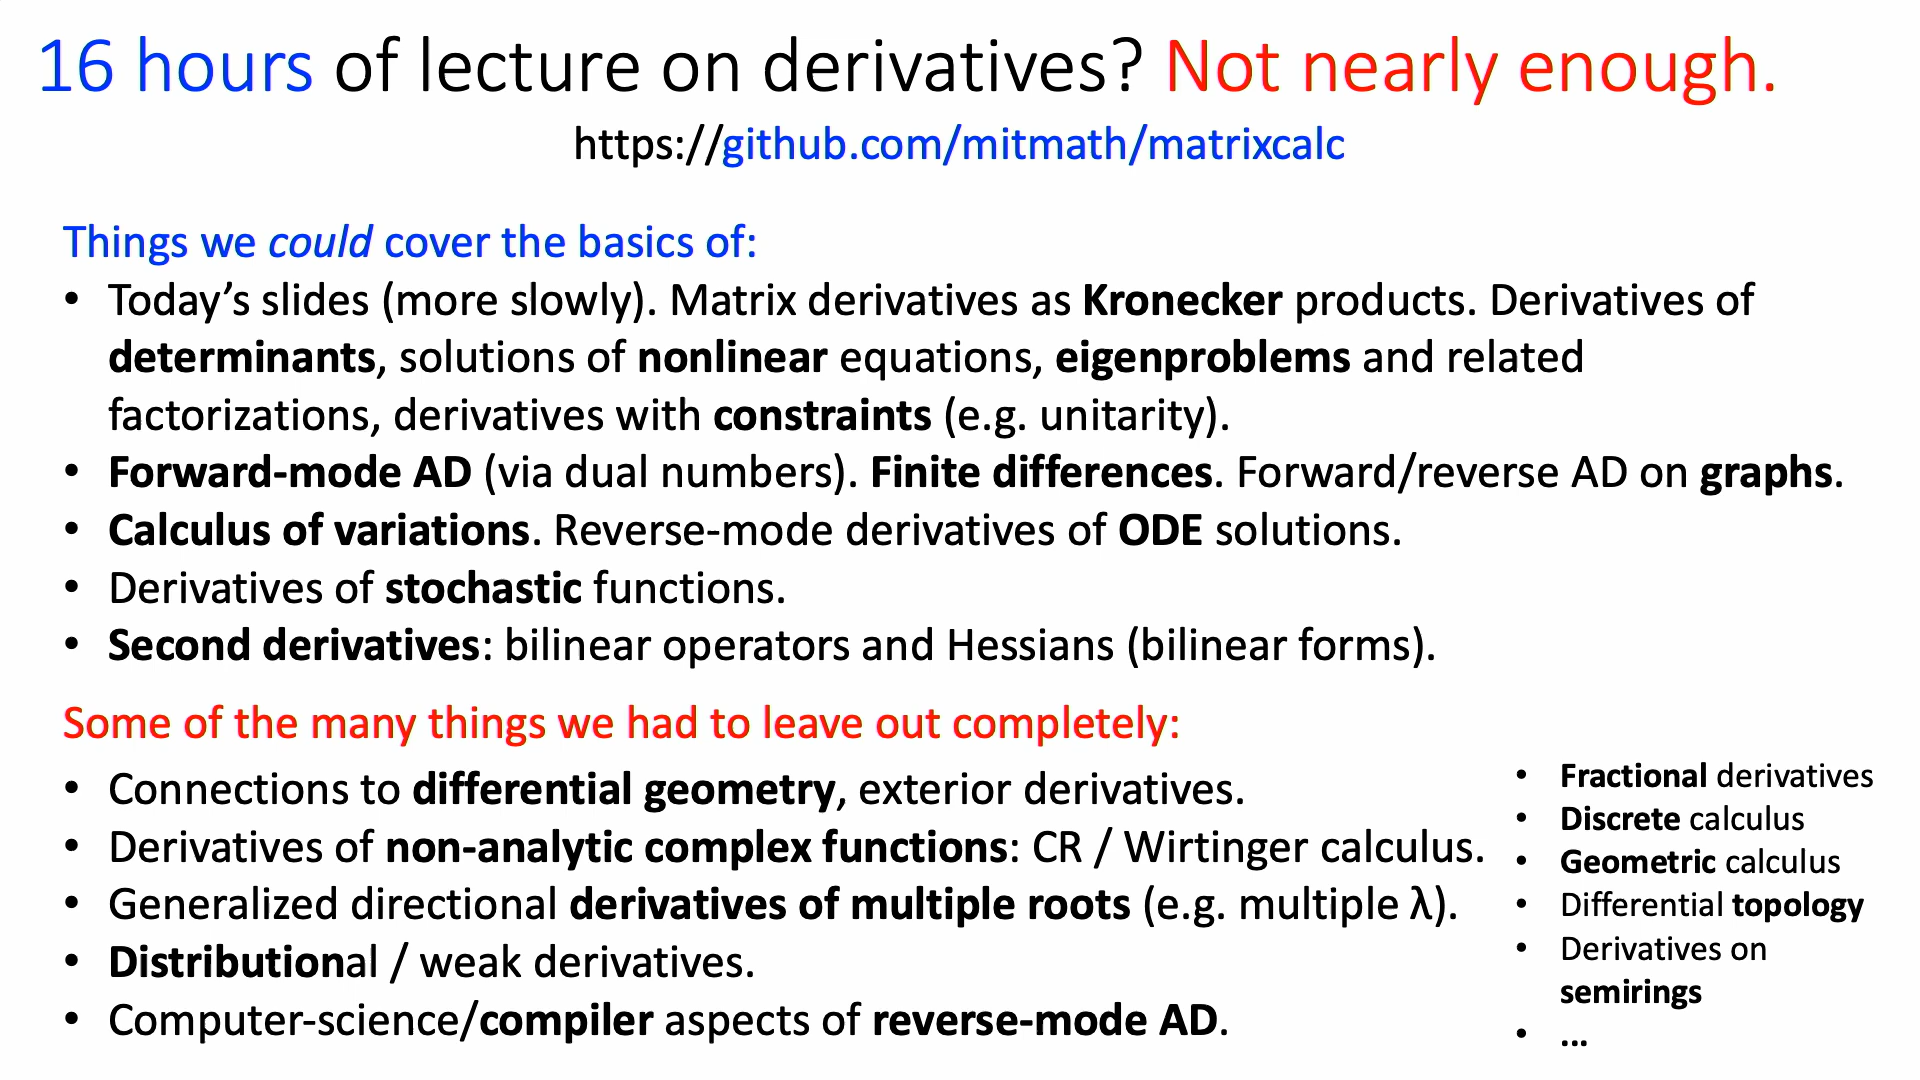 16 hours of lecture on derivatives? Not nearly enough.
https://github.com/mitmath/matrixcalc
Things we could cover the basics of:
• Today’s slides (more slowly). Matrix derivatives as Kronecker products. Derivatives of
determinants, solutions of nonlinear equations, eigenproblems and related
factorizations, derivatives with constraints (e.g. unitarity).
• Forward-mode AD (via dual numbers). Finite differences. Forward/reverse AD on graphs.
• Calculus of variations. Reverse-mode derivatives of ODE solutions.
• Derivatives of stochastic functions.
• Second derivatives: bilinear operators and Hessians (bilinear forms).
Some of the many things we had to leave out completely:
• Connections to differential geometry, exterior derivatives.
• Derivatives of non-analytic complex functions: CR / Wirtinger calculus.
• Generalized directional derivatives of multiple roots (e.g. multiple λ).
• Distributional / weak derivatives.
• Computer-science/compiler aspects of reverse-mode AD.
• Fractional derivatives
• Discrete calculus
• Geometric calculus
• Differential topology
• Derivatives on
semirings
• ...